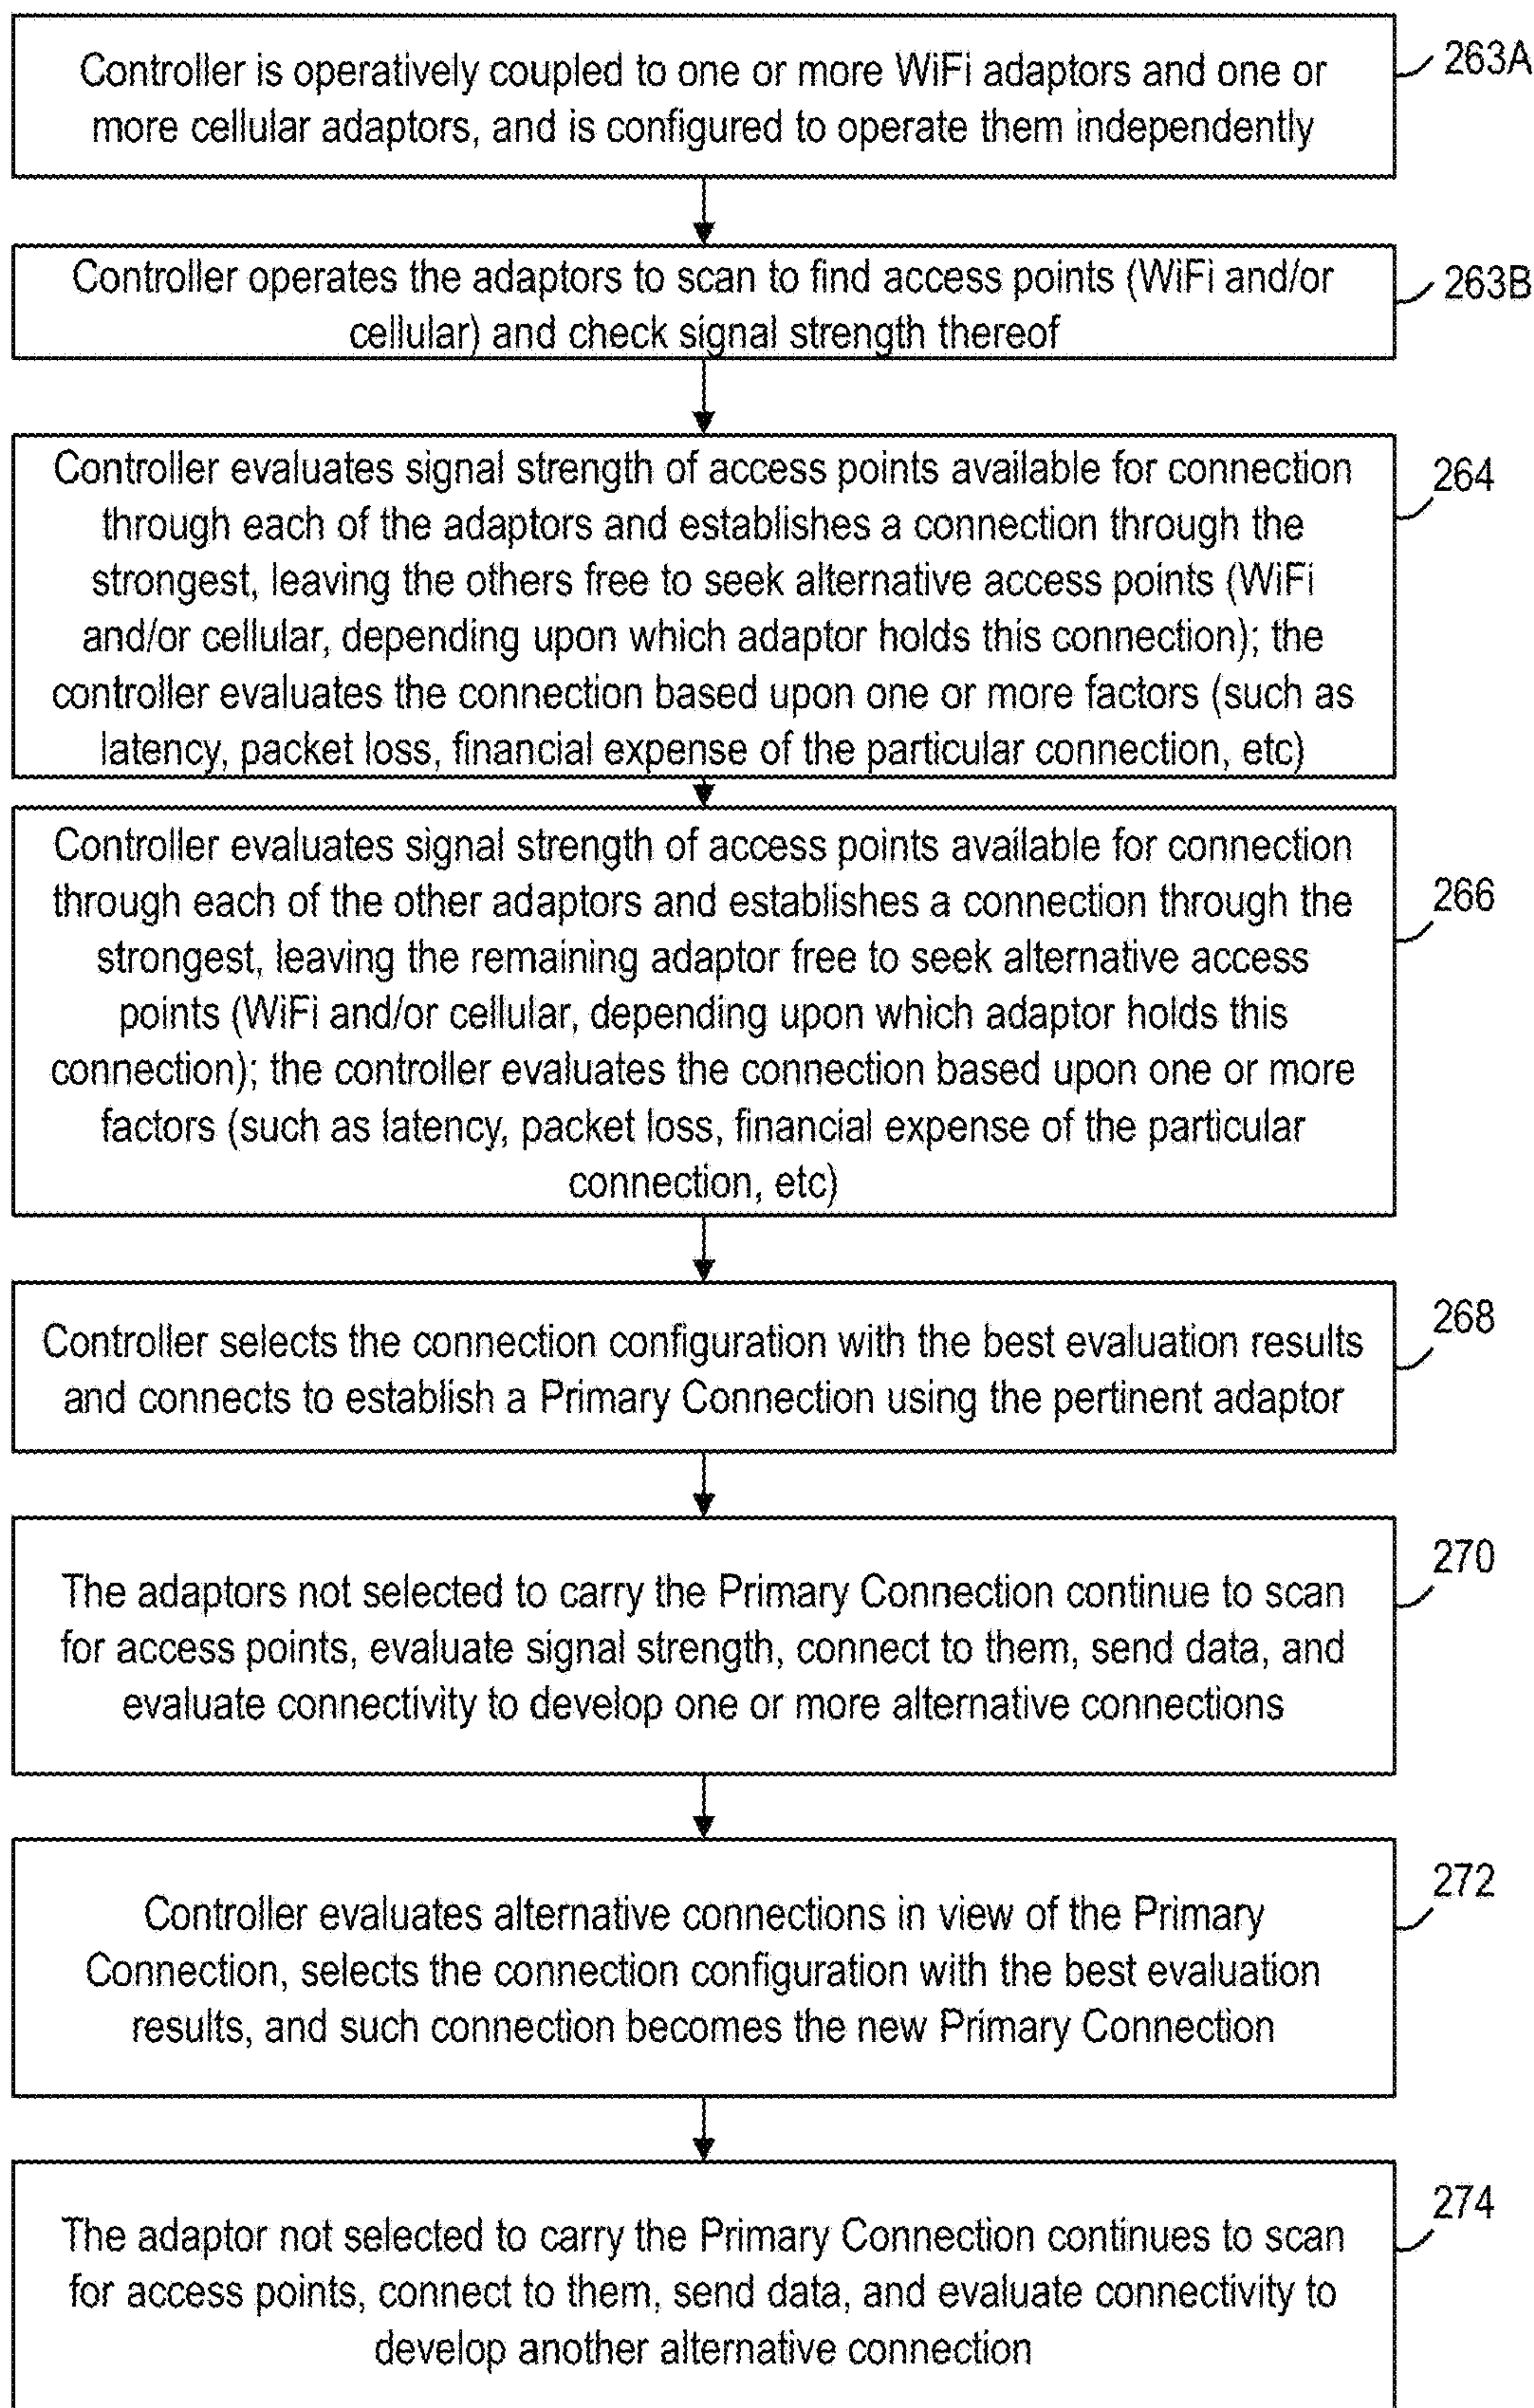 Controller is operatively coupled to one or more WiFi adaptors and one or
more cellular adaptors, and is configured to operate them independently
263A
Controller operates the adaptors to scan to find access points (WiFi and/or
cellular) and check signal strength thereof
263B
Controller evaluates signal strength of access points available for connection
through each of the adaptors and establishes a connection through the
strongest, leaving the others free to seek alternative access points (WiFi
and/or cellular, depending upon which adaptor holds this connection); the
controller evaluates the connection based upon one or more factors (such as
latency, packet loss, financial expense of the particular connection, etc)
264
Controller evaluates signal strength of access points available for connection
through each of the other adaptors and establishes a connection through the
strongest, leaving the remaining adaptor free to seek alternative access
points (WiFi and/or cellular, depending upon which adaptor holds this
connection); the controller evaluates the connection based upon one or more
factors (such as latency, packet loss, financial expense of the particular
connection, etc)
266
Controller selects the connection configuration with the best evaluation results
and connects to establish a Primary Connection using the pertinent adaptor
268
The adaptors not selected to carry the Primary Connection continue to scan
for access points, evaluate signal strength, connect to them, send data, and
evaluate connectivity to develop one or more alternative connections
270
Controller evaluates alternative connections in view of the Primary
Connection, selects the connection configuration with the best evaluation
results, and such connection becomes the new Primary Connection
272
The adaptor not selected to carry the Primary Connection continues to scan
for access points, connect to them, send data, and evaluate connectivity to
develop another alternative connection
274